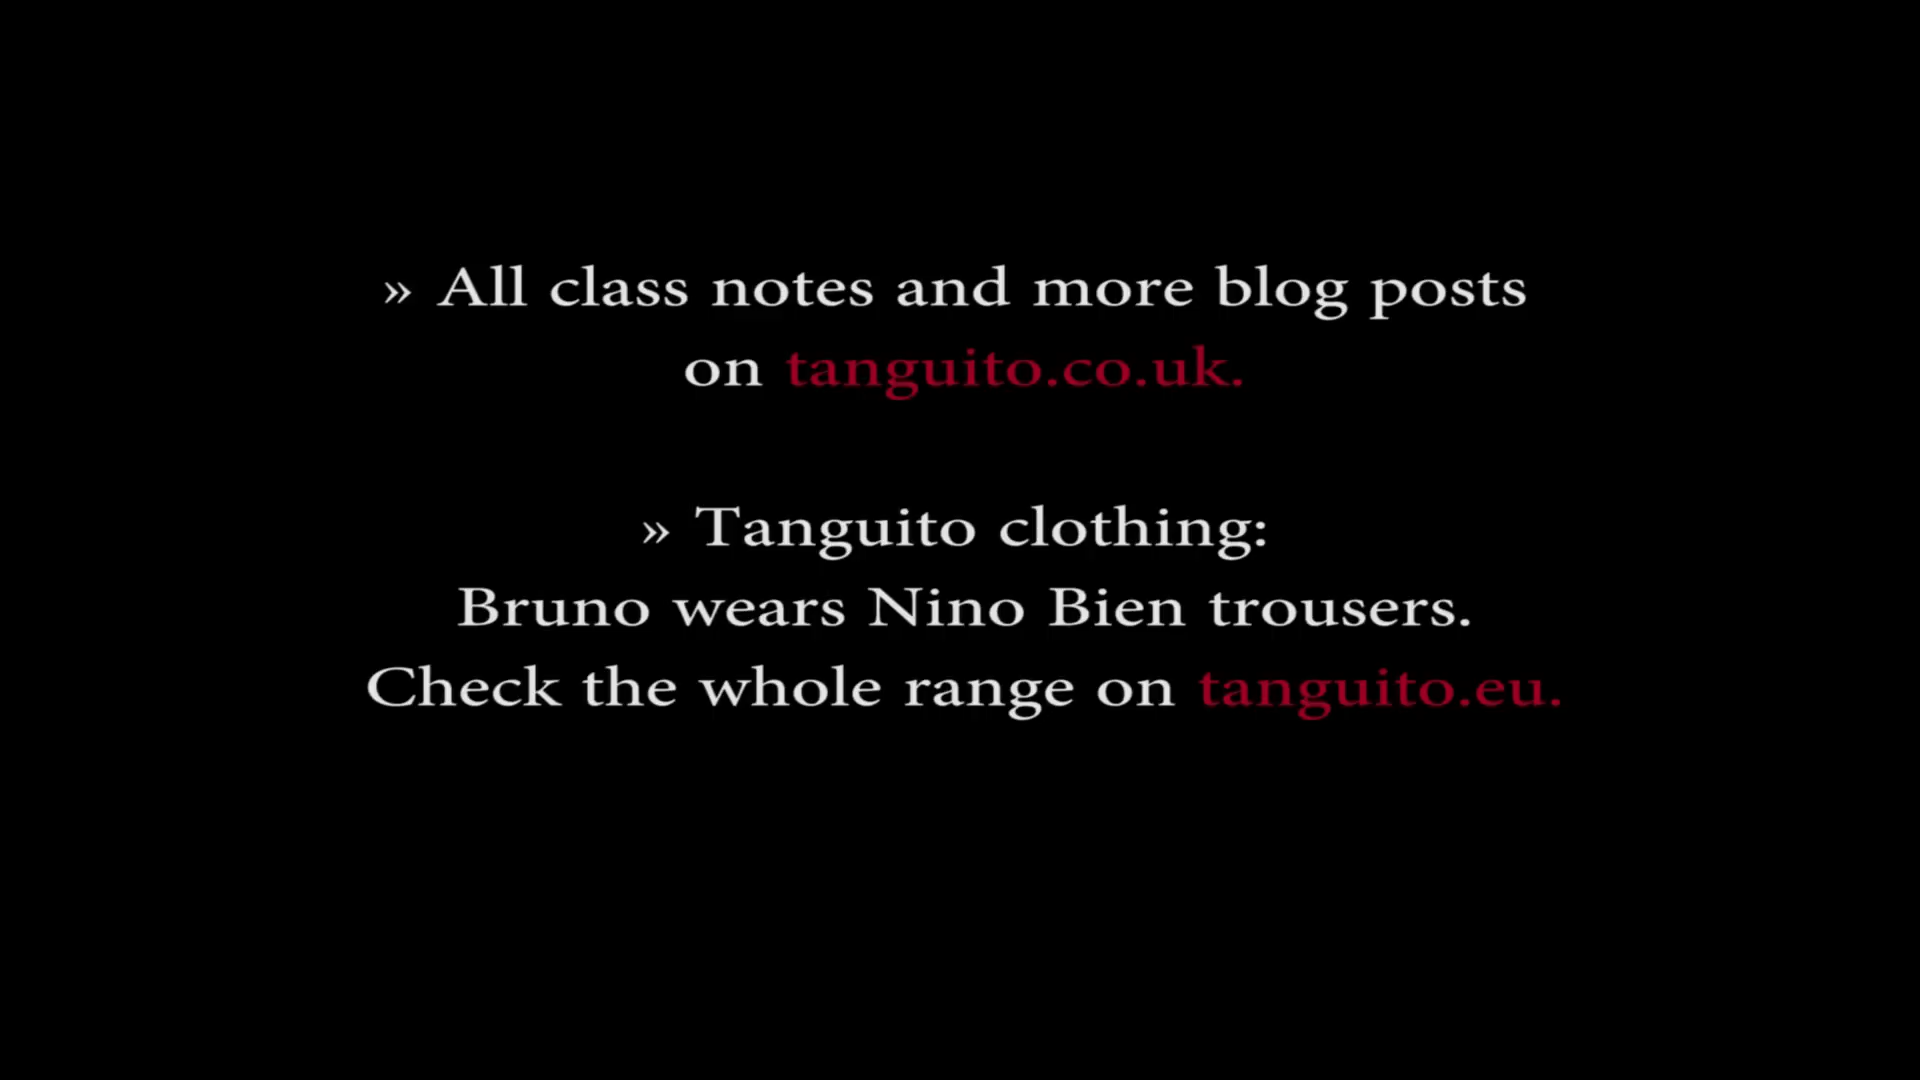 » All class notes and more blog posts
on tanguito.co.uk.
» Tanguito clothing:
Bruno wears Nino Bien trousers.
Check the whole range on tanguito.eu.